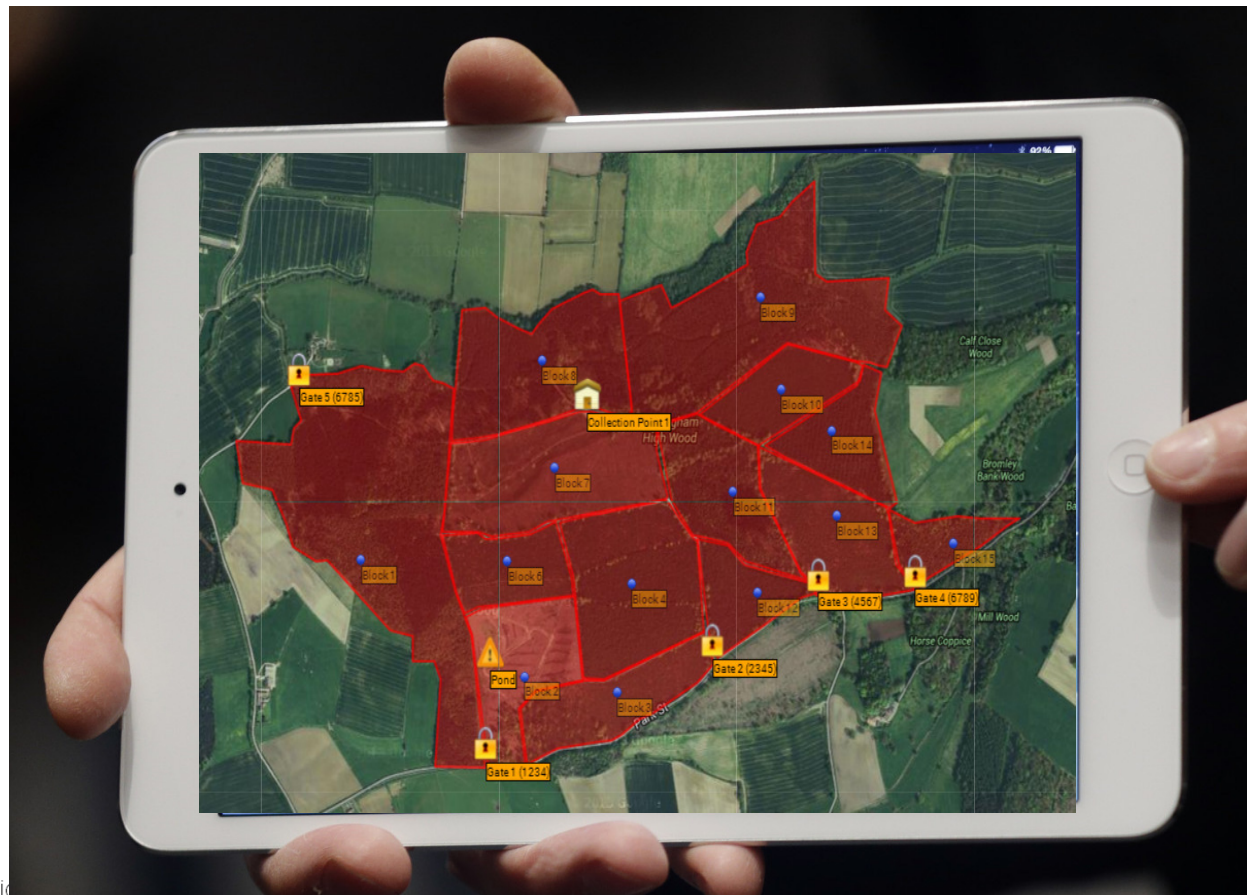 92%
Block 9
Calf Close
Wood
Block 8
Gate 5 (6785)
Block 10
Collection Point 1
gham
High Wood
Block 14
Bromley
Bank Wood
Block 7
Block 11
Block 13
Block 15
Block 1
Block 6
Block 4
Block 12
Gate 3 (4567)
Gate 4 (6789)
Mill Wood
Horse Coppice
Gate 2 (2345)
Pond
Block 2
Block 3
Park St
Gate 1 (1234)